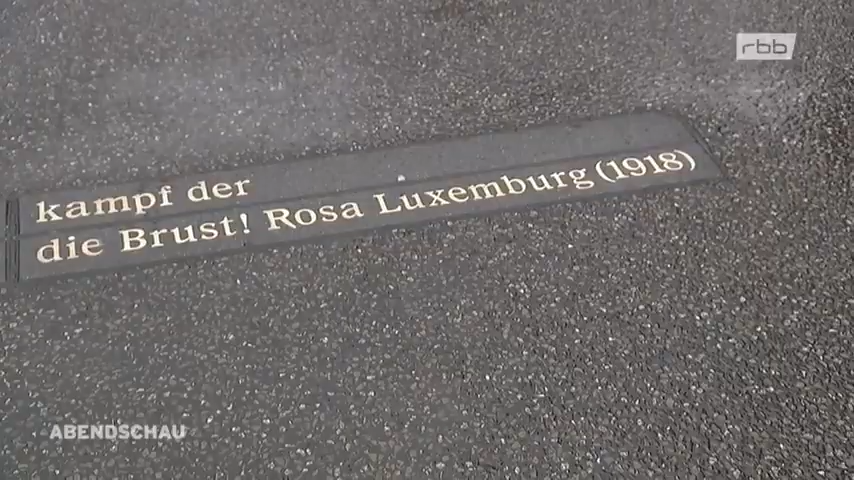 rbb
kampf der
die Brust! Rosa Luxemburg (1918)
ABENDSCHAU